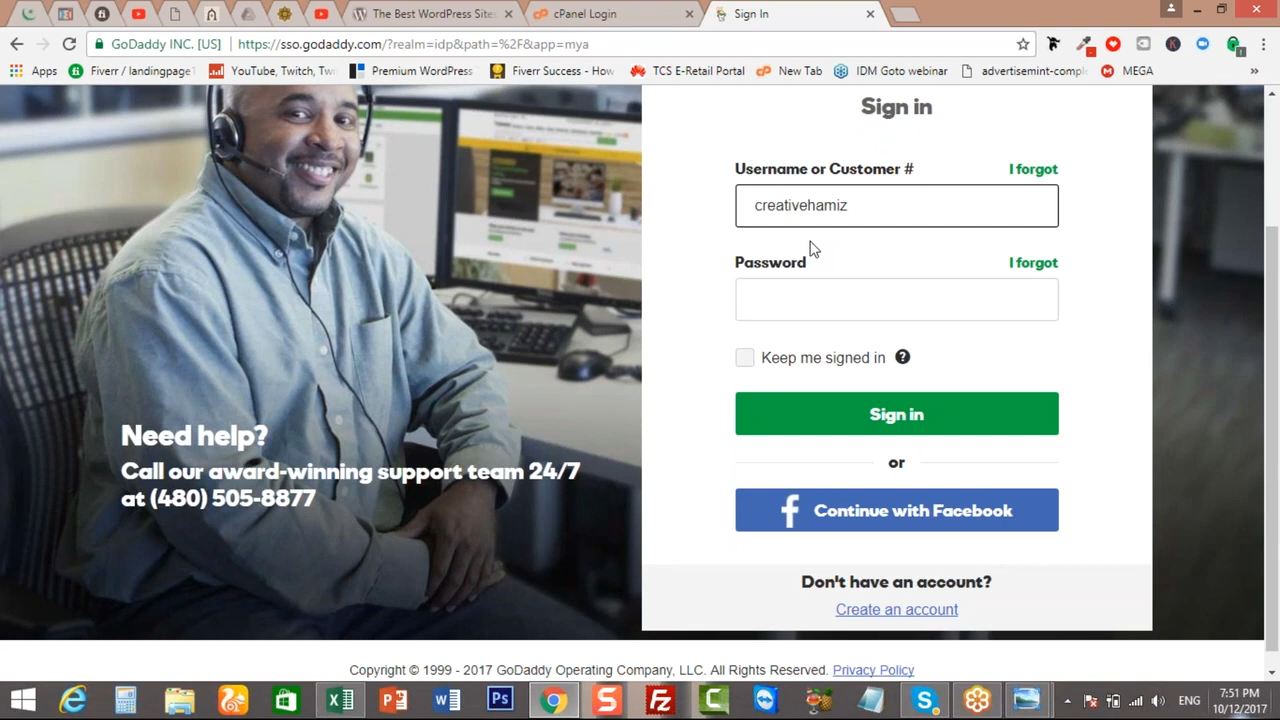 The Best WordPress Sites
cPanel Login
Sign In
GoDaddy INC. [US]
https://sso.godaddy.com/?realm=idp&path=%2F&app=mya
Apps
Fiverr / landingpage
YouTube, Twitch, Twi
Premium WordPress
Fiverr Success - How
TCS E-Retail Portal
New Tab
IDM Goto webinar
advertisemint-comple
MEGA
Sign in
Username or Customer #
I forgot
creativehamiz
Password
I forgot
Keep me signed in
Sign in
or
Continue with Facebook
Need help?
Call our award-winning support team 24/7
at (480) 505-8877
Don't have an account?
Create an account
Copyright © 1999 - 2017 GoDaddy Operating Company, LLC. All Rights Reserved. Privacy Policy
ENG
7:51 PM
10/12/2017